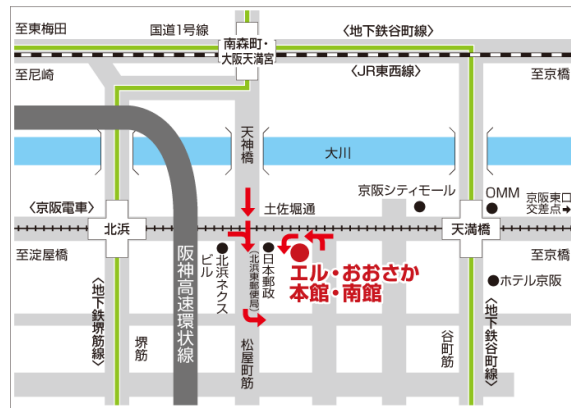 至東梅田
国道1号線
南森町・
大阪天満宮
〈地下鉄谷町線〉
至尼崎
〈JR東西線〉
至京橋
天神橋
大川
京阪シティモール
OMM
京阪東口
交差点➡
〈京阪電車〉
北浜
土佐堀通
天満橋
至淀屋橋
至京橋
阪神高速環状線
北浜ネクス
ビル
(北浜東郵便局)
日本郵政
エル・おおさか
本館・南館
ホテル京阪
〈地下鉄堺筋線〉
堺筋
松屋町筋
谷町筋
〈地下鉄谷町線〉